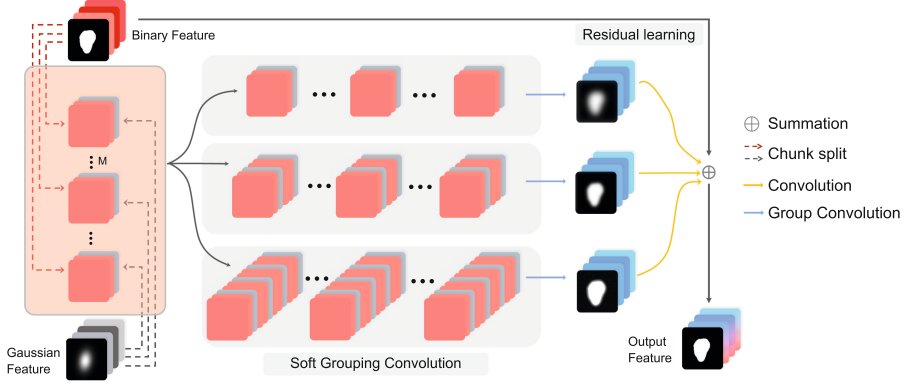 Binary Feature
Residual learning
M
Summation
Chunk split
Convolution
Group Convolution
Gaussian
Feature
Soft Grouping Convolution
Output
Feature